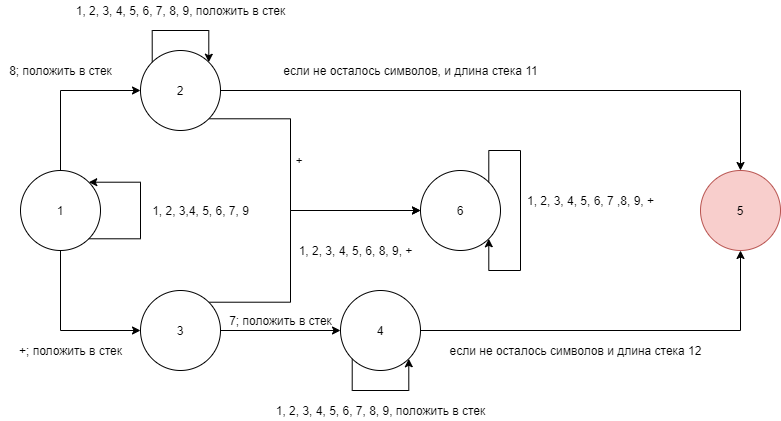 1, 2, 3, 4, 5, 6, 7, 8, 9, положить в стек
8; положить в стек
2
если не осталось символов, и длина стека 11
+
1
1, 2, 3,4, 5, 6, 7, 9
6
1, 2, 3, 4, 5, 6, 7 ,8, 9, +
5
1, 2, 3, 4, 5, 6, 8, 9, +
+; положить в стек
3
7; положить в стек
4
если не осталось символов и длина стека 12
1, 2, 3, 4, 5, 6, 7, 8, 9, положить в стек